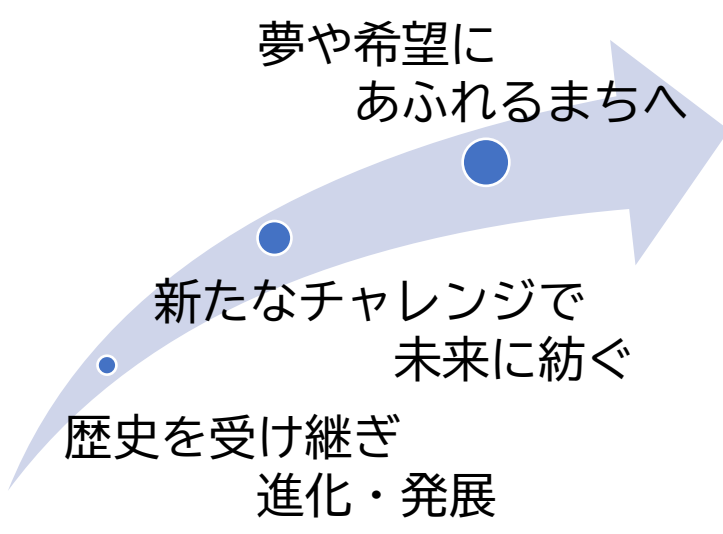 夢や希望に
あふれるまちへ
新たなチャレンジで
未来に紡ぐ
歴史を受け継ぎ
進化・発展